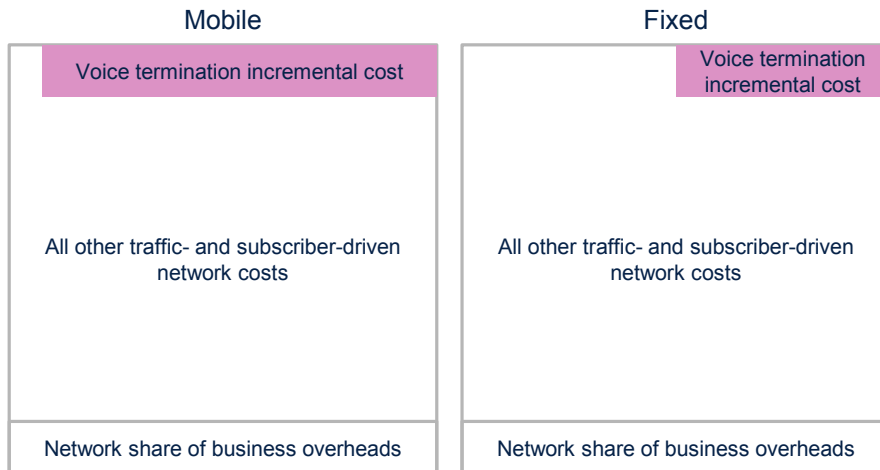 Mobile
Voice termination incremental cost
All other traffic- and subscriber-driven
network costs
Network share of business overheads
Fixed
Voice termination
incremental cost
All other traffic- and subscriber-driven
network costs
Network share of business overheads